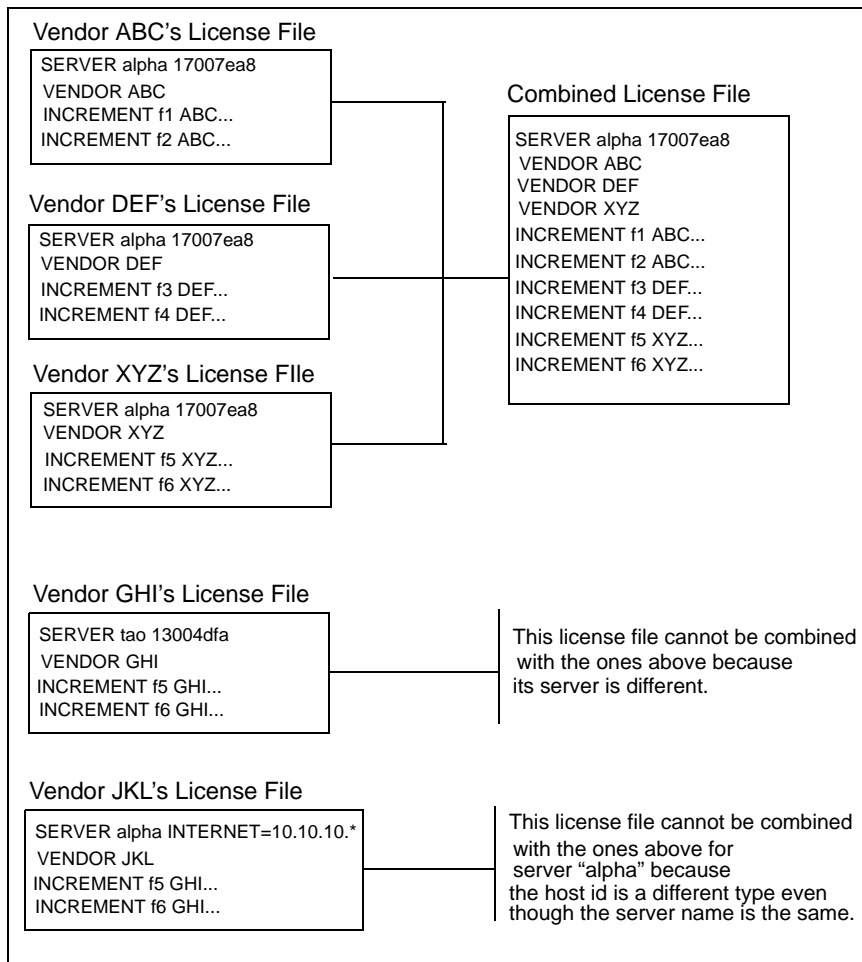 Vendor ABC's License File
SERVER alpha 17007ea8
VENDOR ABC
INCREMENT f1 ABC...
INCREMENT f2 ABC...
Vendor DEF's License File
SERVER alpha 17007ea8
VENDOR DEF
INCREMENT f3 DEF...
INCREMENT f4 DEF...
Vendor XYZ's License FIle
SERVER alpha 17007ea8
VENDOR XYZ
INCREMENT f5 XYZ...
INCREMENT f6 XYZ...
Combined License File
SERVER alpha 17007ea8
VENDOR ABC
VENDOR DEF
VENDOR XYZ
INCREMENT f1 ABC...
INCREMENT f2 ABC...
INCREMENT f3 DEF...
INCREMENT f4 DEF...
INCREMENT f5 XYZ...
INCREMENT f6 XYZ...
Vendor GHI's License File
SERVER tao 13004dfa
VENDOR GHI
INCREMENT f5 GHI...
INCREMENT f6 GHI...
This license file cannot be combined
with the ones above because
its server is different.
Vendor JKL's License File
SERVER alpha INTERNET=10.10.10.*
VENDOR JKL
INCREMENT f5 GHI...
INCREMENT f6 GHI...
This license file cannot be combined
with the ones above for
server “alpha” because
the host id is a different type even
though the server name is the same.